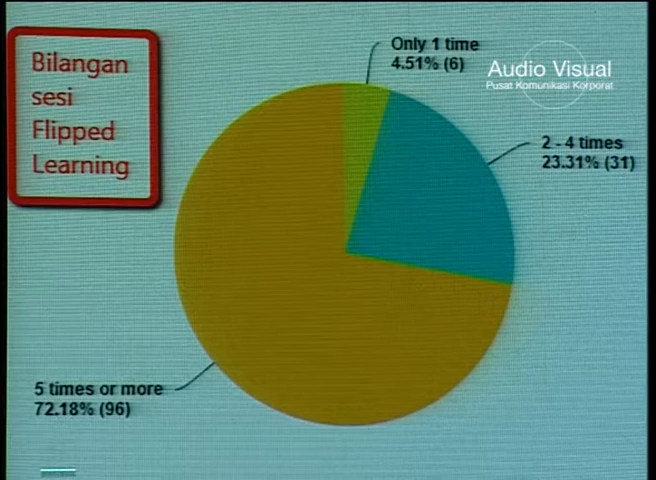 Bilangan
sesi
Flipped
Learning
Only 1 time
4.51% (6)
Audio Visual
Pusat Komunikasi Korporat
2 - 4 times
23.31% (31)
5 times or more
72.18% (96)